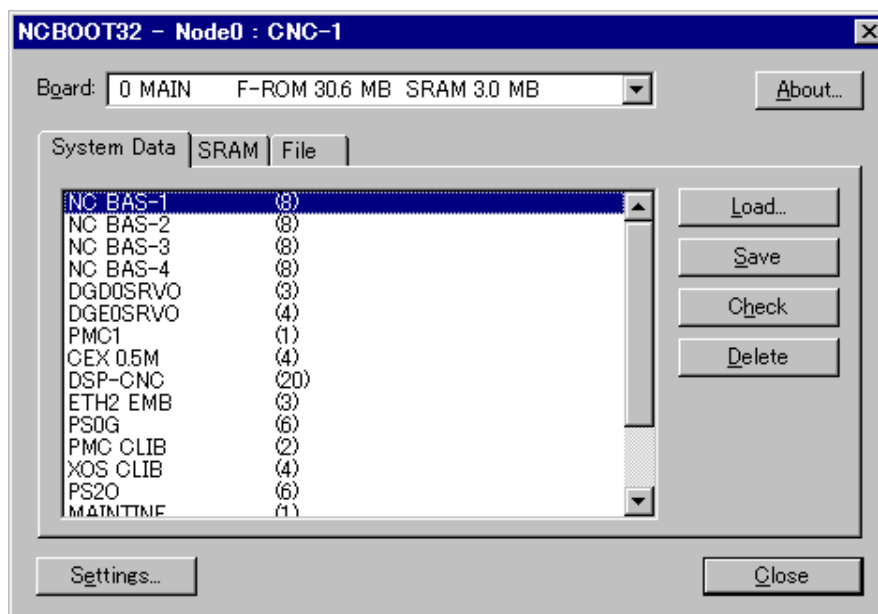 NCBOOT32 - Node0 : CNC-1
Board: 0 MAIN F-ROM 30.6 MB SRAM 3.0 MB About...
System Data SRAM File
NC BAS-1 (8)
NC BAS-2 (8)
NC BAS-3 (8)
NC BAS-4 (8)
DGD0SRVO (3)
DGE0SRVO (4)
PMC1 (1)
CEX 0.5M (4)
DSP-CNC (20)
ETH2 EMB (3)
PS0G (6)
PMC CLIB (2)
XOS CLIB (4)
PS2O (6)
MAINTINE (1)
Load...
Save
Check
Delete
Settings... Close